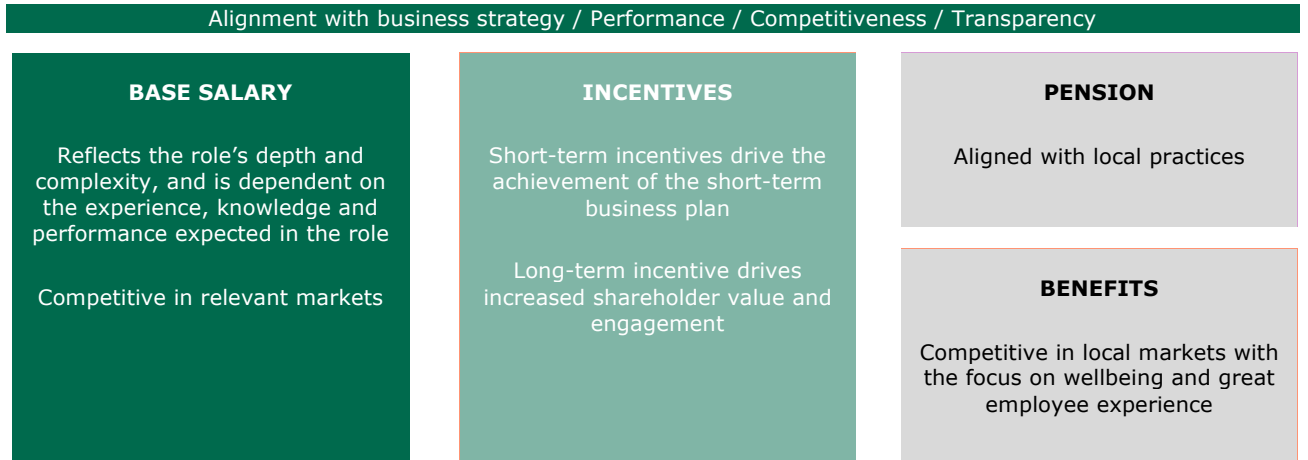 Alignment with business strategy / Performance / Competitiveness / Transparency
BASE SALARY
Reflects the role’s depth and
complexity, and is dependent on
the experience, knowledge and
performance expected in the role
Competitive in relevant markets
INCENTIVES
Short-term incentives drive the
achievement of the short-term
business plan
Long-term incentive drives
increased shareholder value and
engagement
PENSION
Aligned with local practices
BENEFITS
Competitive in local markets with
the focus on wellbeing and great
employee experience